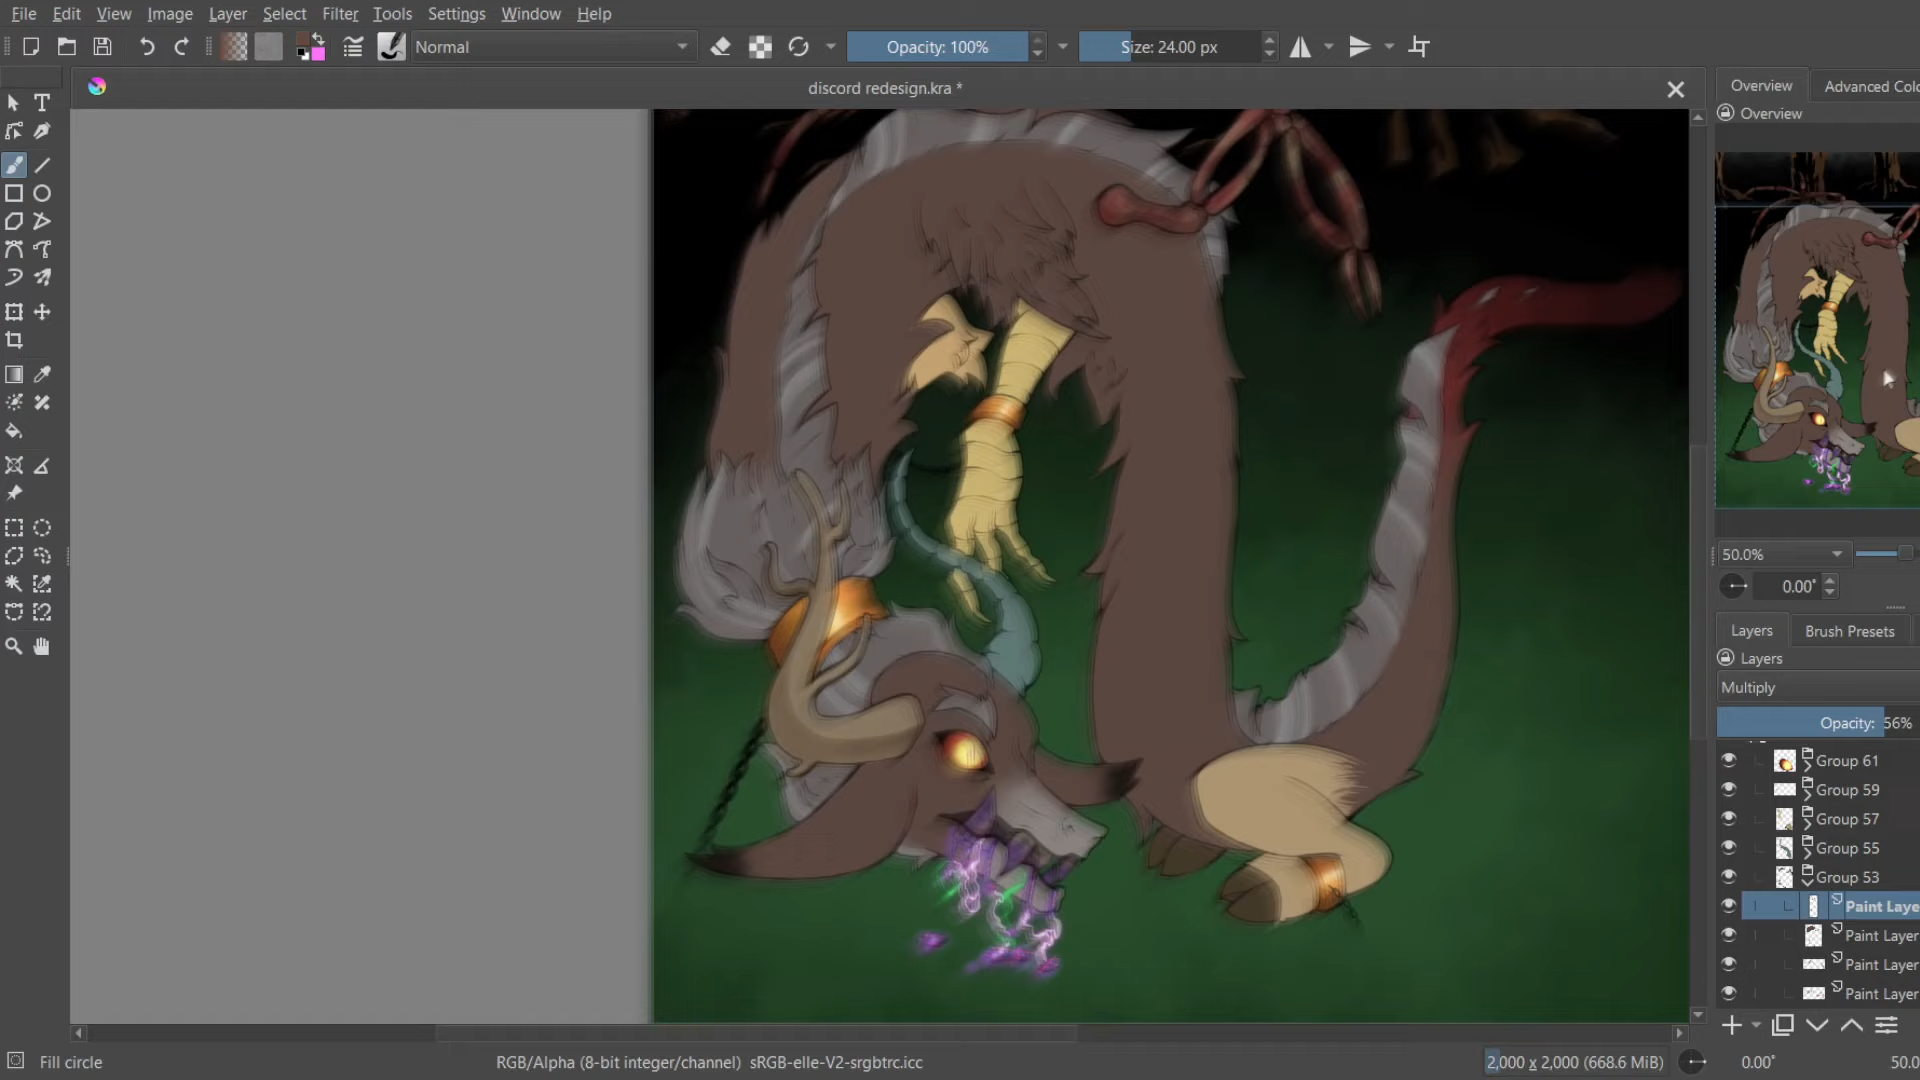 File Edit View Image Layer Select Filter Tools Settings Window Help
Normal
Opacity: 100%
Size: 24.00 px
discord redesign.kra *
Overview Advanced Colo
Overview
50.0%
0.00°
Layers Brush Presets
Layers
Multiply
Opacity: 56%
Group 61
Group 59
Group 57
Group 55
Group 53
Paint Laye
Paint Layer
Paint Layer
Paint Layer
Fill circle
RGB/Alpha (8-bit integer/channel) sRGB-elle-V2-srgbtrc.icc
2,000 x 2,000 (668.6 MiB)
0.00°
50.0